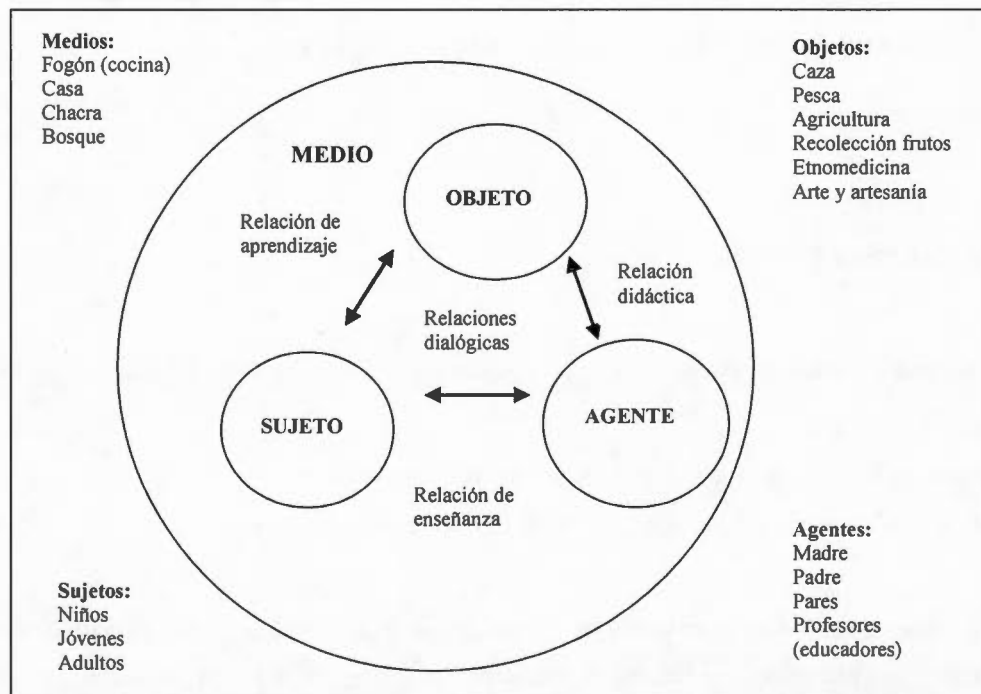 Medios:
Fogón (cocina)
Casa
Chacra
Bosque
Objetos:
Caza
Pesca
Agricultura
Recolección frutos
Etnomedicina
Arte y artesanía
MEDIO
OBJETO
Relación de
aprendizaje
Relación
didáctica
Relaciones
dialógicas
SUJETO
AGENTE
Relación de
enseñanza
Sujetos:
Niños
Jóvenes
Adultos
Agentes:
Madre
Padre
Pares
Profesores
(educadores)